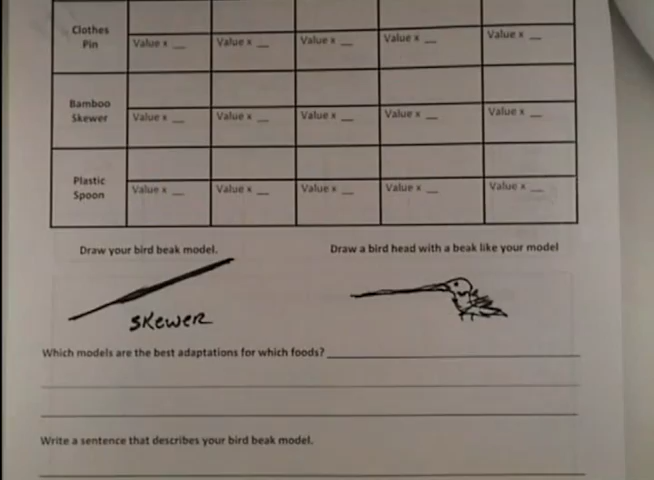 Clothes Pin
Value x __ Value x __ Value x __ Value x __ Value x __
Bamboo Skewer
Value x __ Value x __ Value x __ Value x __ Value x __
Plastic Spoon
Value x __ Value x __ Value x __ Value x __ Value x __
Draw your bird beak model. Draw a bird head with a beak like your model
SKewer
Which models are the best adaptations for which foods?
Write a sentence that describes your bird beak model.